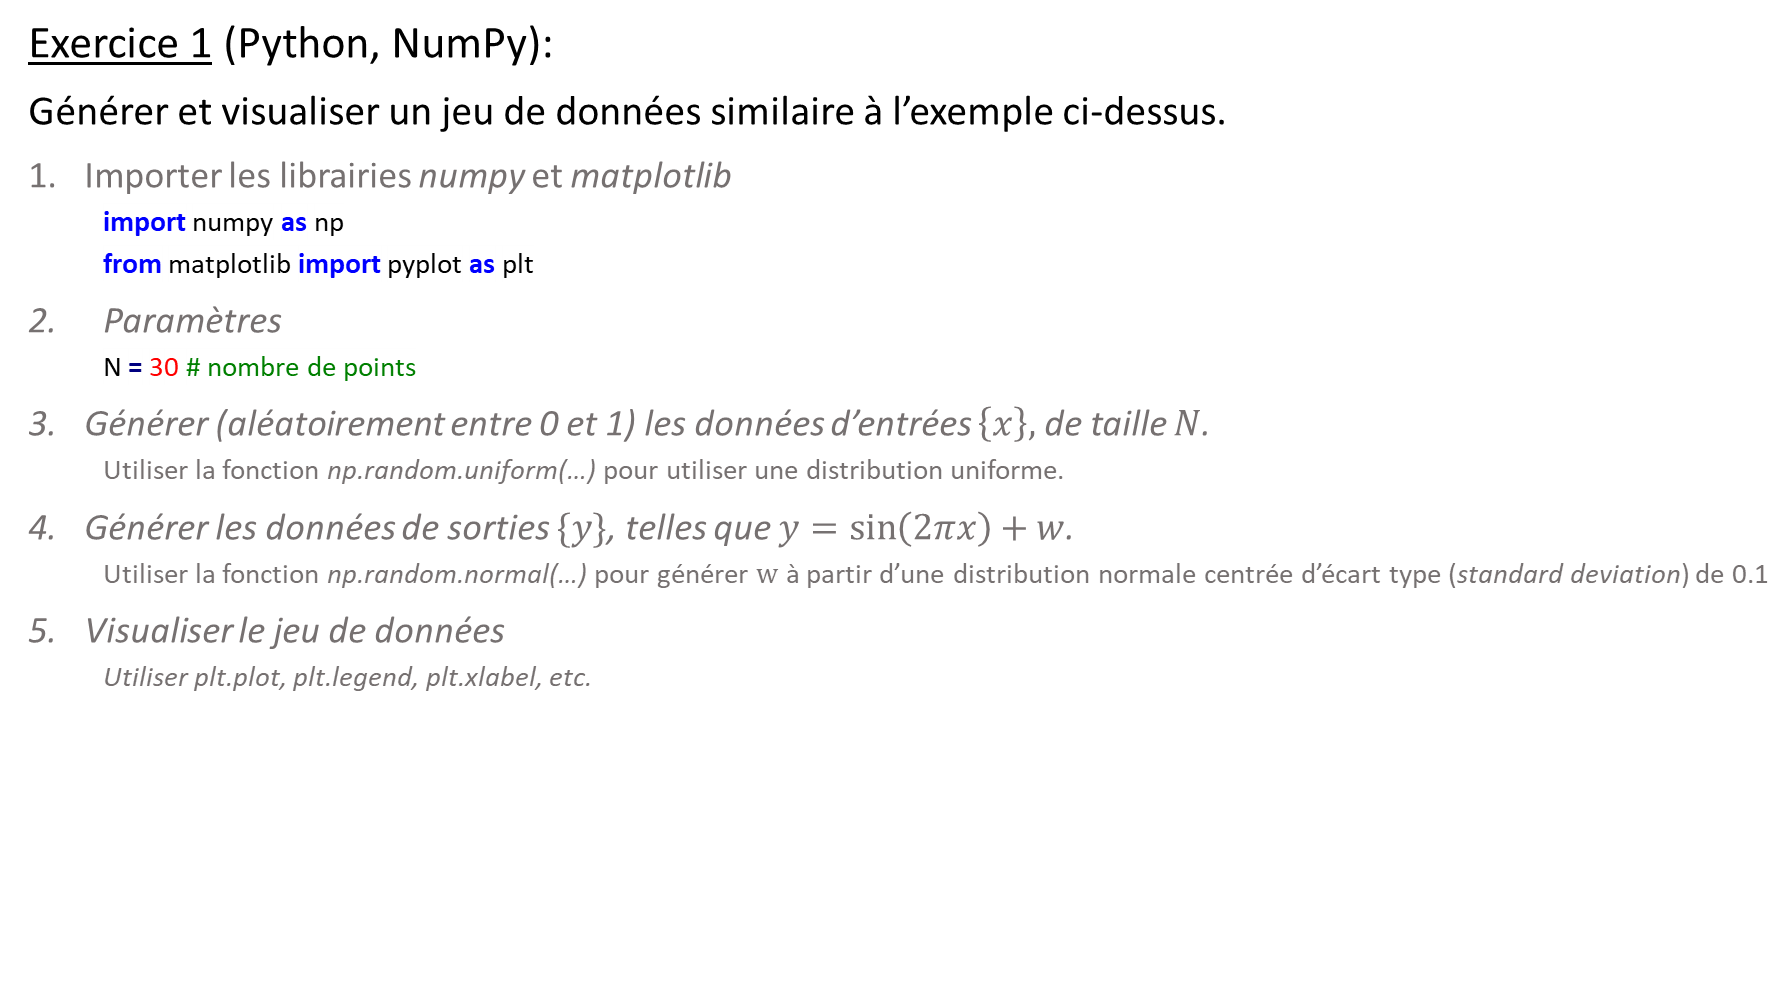 Exercice 1 (Python, NumPy):
Générer et visualiser un jeu de données similaire à l’exemple ci-dessus.
1. Importer les librairies numpy et matplotlib
import numpy as np
from matplotlib import pyplot as plt
2. Paramètres
N = 30 # nombre de points
3. Générer (aléatoirement entre 0 et 1) les données d’entrées {x}, de taille N.
Utiliser la fonction np.random.uniform(…) pour utiliser une distribution uniforme.
4. Générer les données de sorties {y}, telles que y = sin(2πx) + w.
Utiliser la fonction np.random.normal(…) pour générer w à partir d’une distribution normale centrée d’écart type (standard deviation) de 0.1
5. Visualiser le jeu de données
Utiliser plt.plot, plt.legend, plt.xlabel, etc.